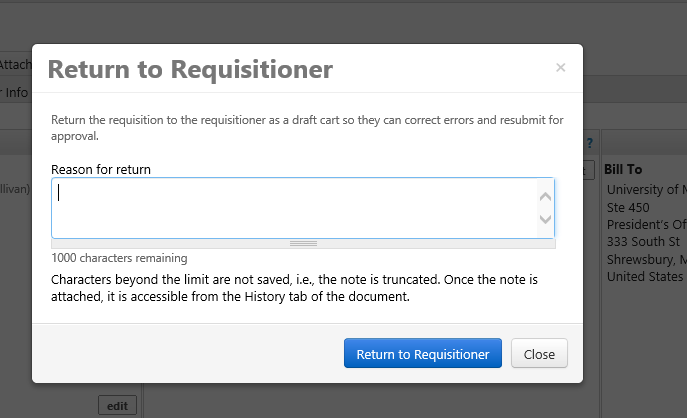 Attach
Return to Requisitioner
×
r Info
Return the requisition to the requisitioner as a draft cart so they can correct errors and resubmit for
approval.
?
Reason for return
Bill To
llivan)
University of M
Ste 450
President's Of
333 South St
1000 characters remaining
Shrewsbury, M
Characters beyond the limit are not saved, i.e., the note is truncated. Once the note is
United States
attached, it is accessible from the History tab of the document.
Return to Requisitioner
Close
edit